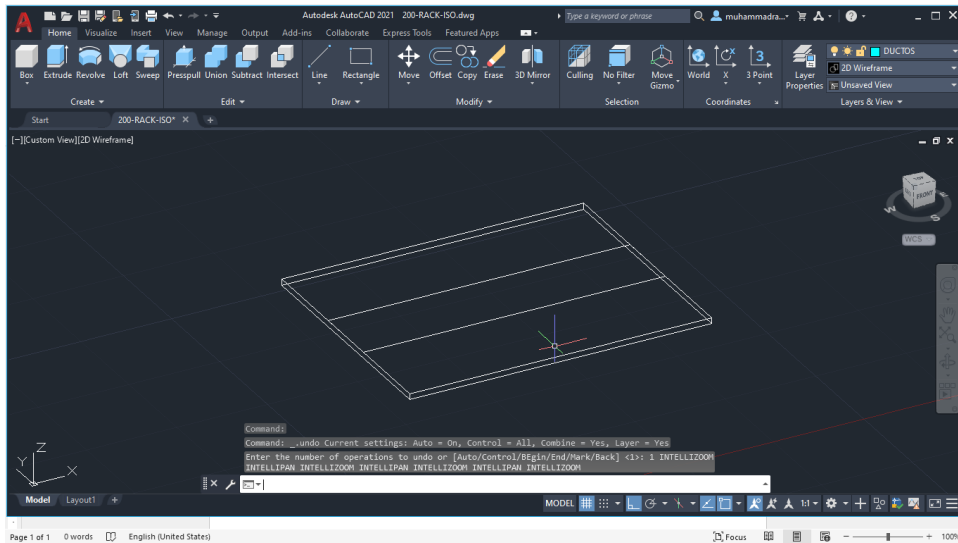 Autodesk AutoCAD 2021 200-RACK-ISO.dwg
Type a keyword or phrase
muhammadra...
Home Visualize Insert View Manage Output Add-ins Collaborate Express Tools Featured Apps
Box Extrude Revolve Loft Sweep Presspull Union Subtract Intersect Line Rectangle Move Offset Copy Erase 3D Mirror Culling No Filter Move Gizmo World X 3 Point Layer Properties
DUCTOS
2D Wireframe
Unsaved View
Create Edit Draw Modify Selection Coordinates Layers & View
Start 200-RACK-ISO* +
[−][Custom View][2D Wireframe]
TOP
FRONT
W
S
WCS
Command:
Command: _.undo Current settings: Auto = On, Control = All, Combine = Yes, Layer = Yes
Enter the number of operations to undo or [Auto/Control/BEgin/End/Mark/Back] <1>: 1 INTELLIZOOM
INTELLIPAN INTELLIZOOM INTELLIPAN INTELLIZOOM INTELLIPAN INTELLIZOOM
Z
Y
X
Model Layout1 +
MODEL 1:1
Page 1 of 1 0 words English (United States) Focus 100%